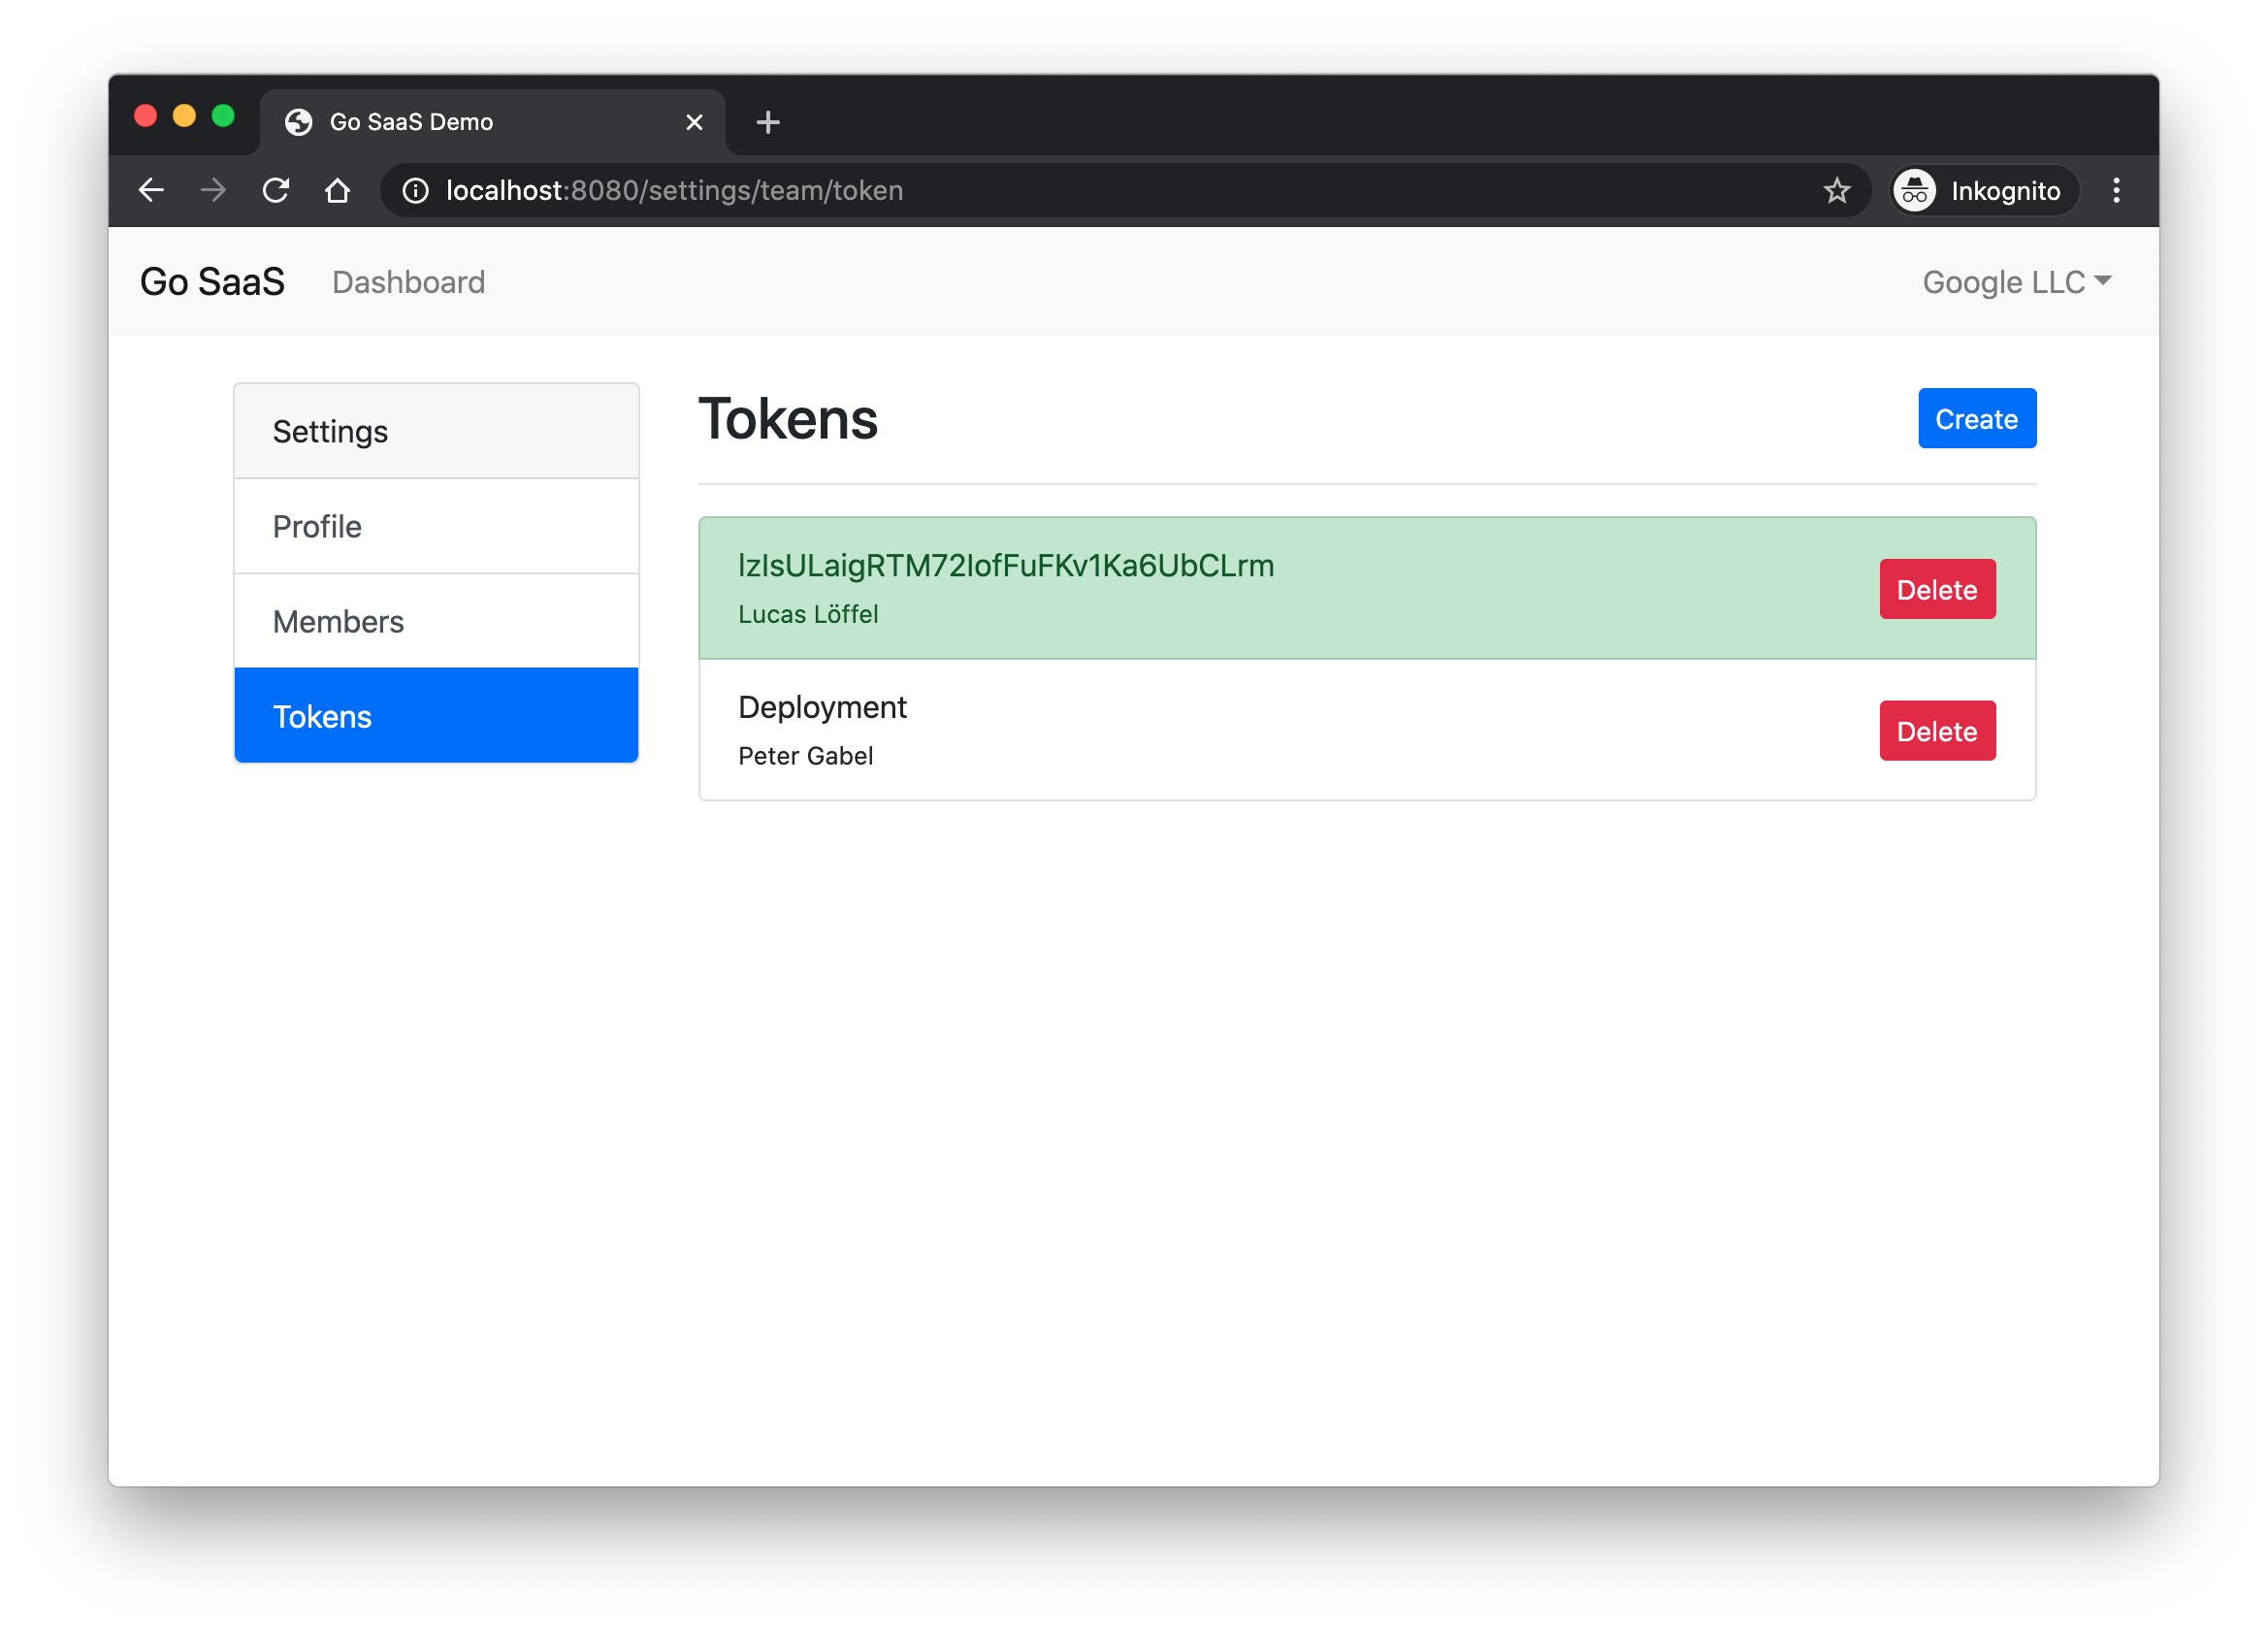 Go SaaS Demo
localhost:8080/settings/team/token
Inkognito
Go SaaS Dashboard Google LLC
Settings
Profile
Members
Tokens
Tokens
Create
lzIsULaigRTM72lofFuFKv1Ka6UbCLrm
Lucas Löffel
Delete
Deployment
Peter Gabel
Delete